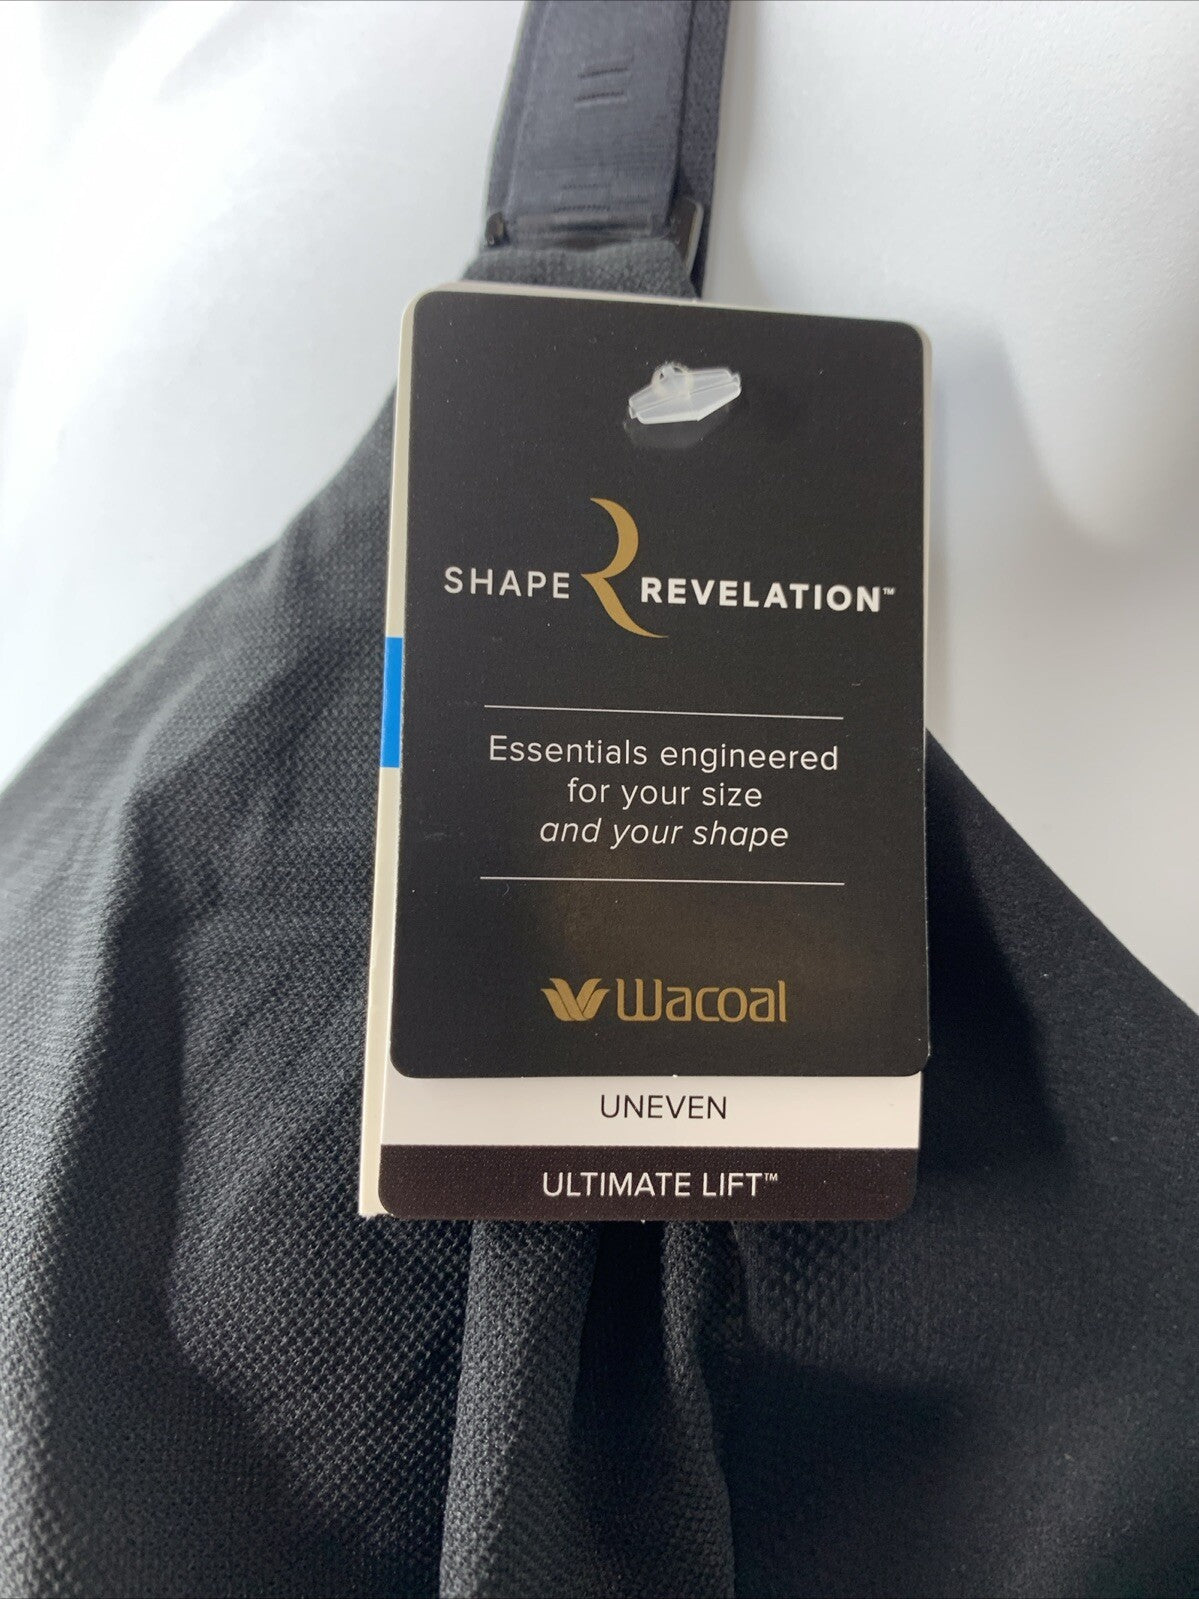 SHAPE REVELATION™
Essentials engineered
for your size
and your shape
Wacoal
UNEVEN
ULTIMATE LIFT™